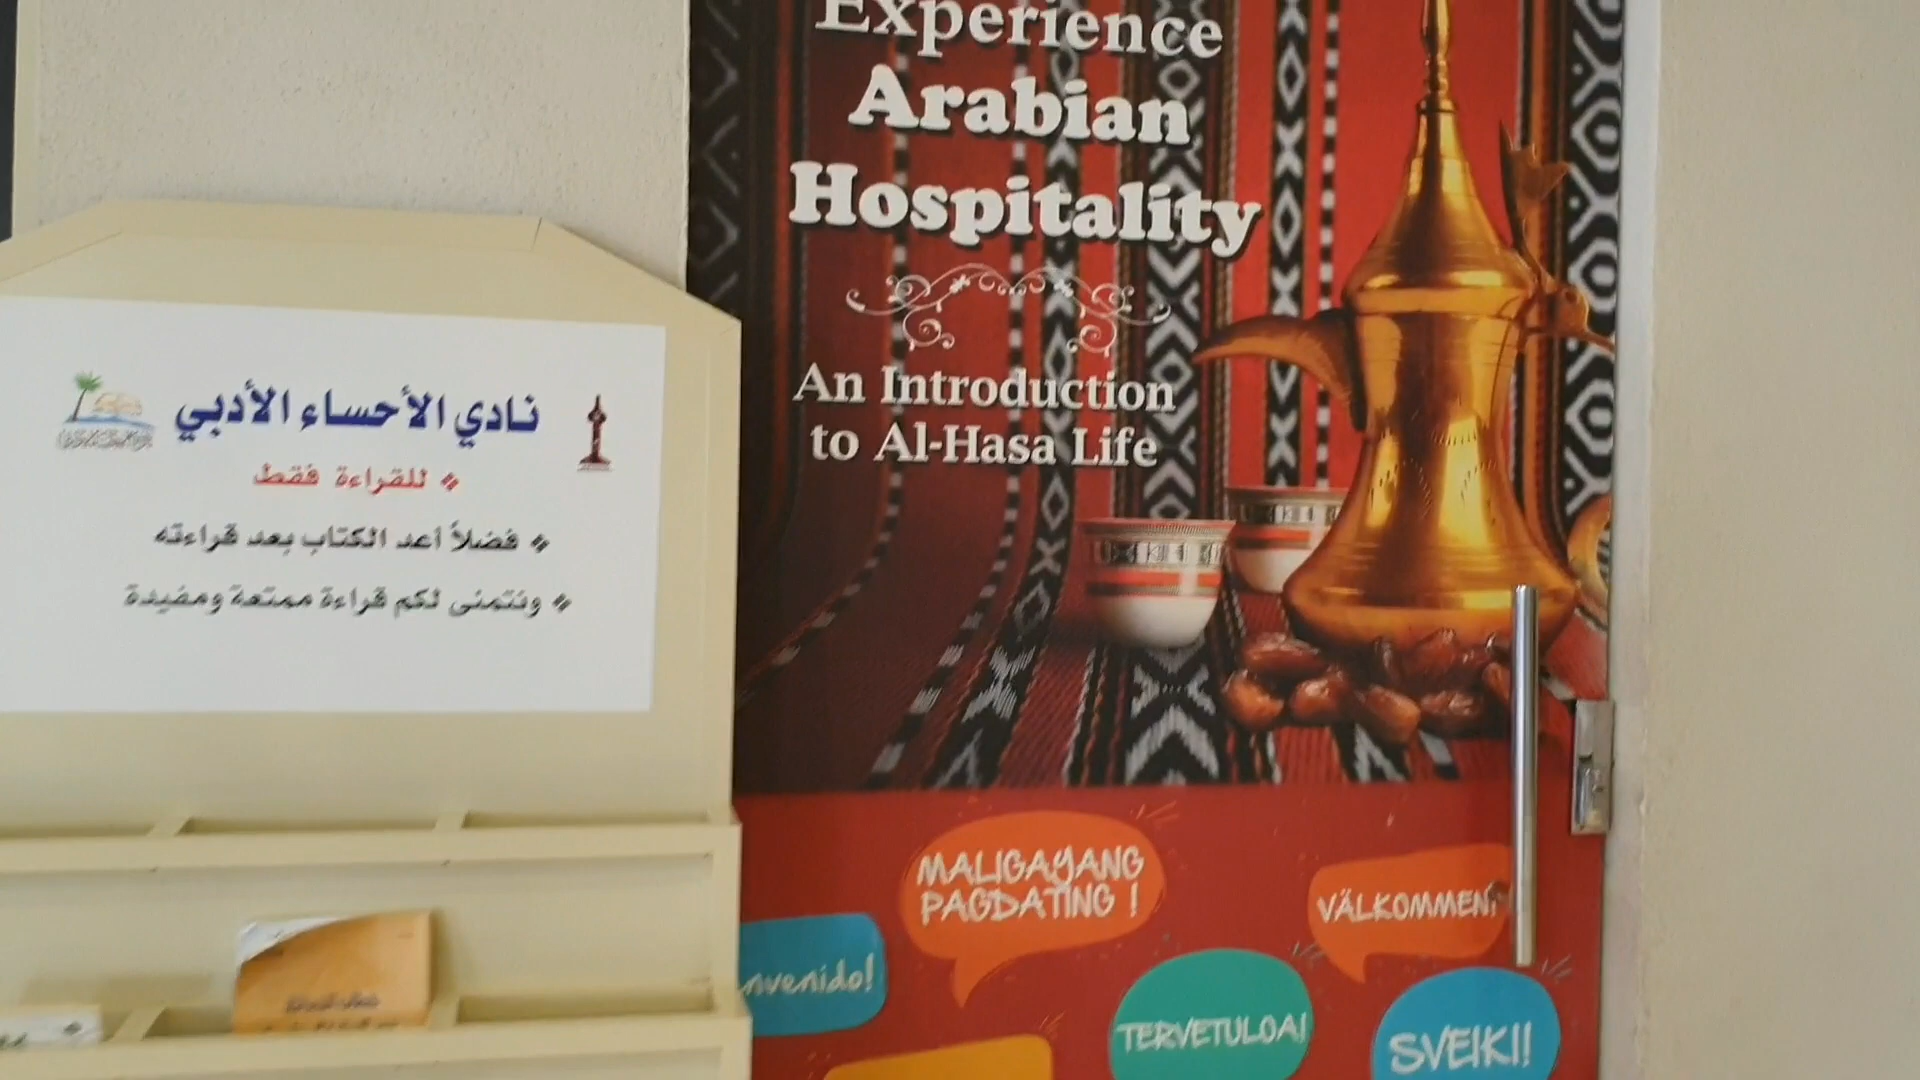 نادي الأحساء الأدبي
للقراءة فقط
فضلاً أعد الكتاب بعد قراءته
ونتمنى لكم قراءة ممتعة ومفيدة
Experience
Arabian
Hospitality
An Introduction
to Al-Hasa Life
MALIGAYANG
PAGDATING !
VÄLKOMMEN!
nvenido!
TERVETULOA!
SVEIKI!